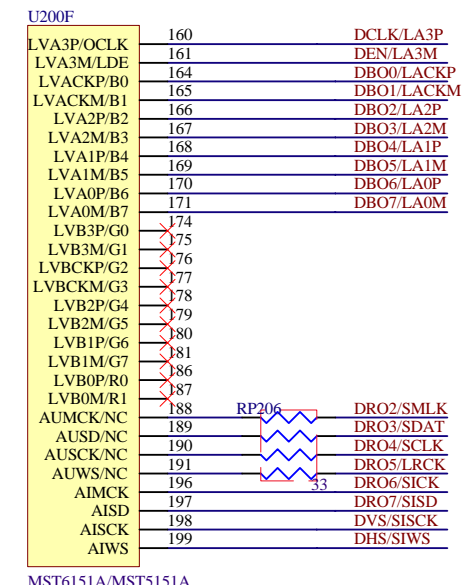 U200F
LVA3P/OCLK 160 DCLK/LA3P
LVA3M/LDE 161 DEN/LA3M
LVACKP/B0 164 DBO0/LACKP
LVACKM/B1 165 DBO1/LACKM
LVA2P/B2 166 DBO2/LA2P
LVA2M/B3 167 DBO3/LA2M
LVA1P/B4 168 DBO4/LA1P
LVA1M/B5 169 DBO5/LA1M
LVA0P/B6 170 DBO6/LA0P
LVA0M/B7 171 DBO7/LA0M
LVB3P/G0 174
LVB3M/G1 175
LVBCKP/G2 176
LVBCKM/G3 177
LVB2P/G4 178
LVB2M/G5 179
LVB1P/G6 180
LVB1M/G7 181
LVB0P/R0 186
LVB0M/R1 187
AUMCK/NC 188 RP206 DRO2/SMLK
AUSD/NC 189 DRO3/SDAT
AUSCK/NC 190 DRO4/SCLK
AUWS/NC 191 DRO5/LRCK
AIMCK 196 33 DRO6/SICK
AISD 197 DRO7/SISD
AISCK 198 DVS/SISCK
AIWS 199 DHS/SIWS
MST6151A/MST5151A